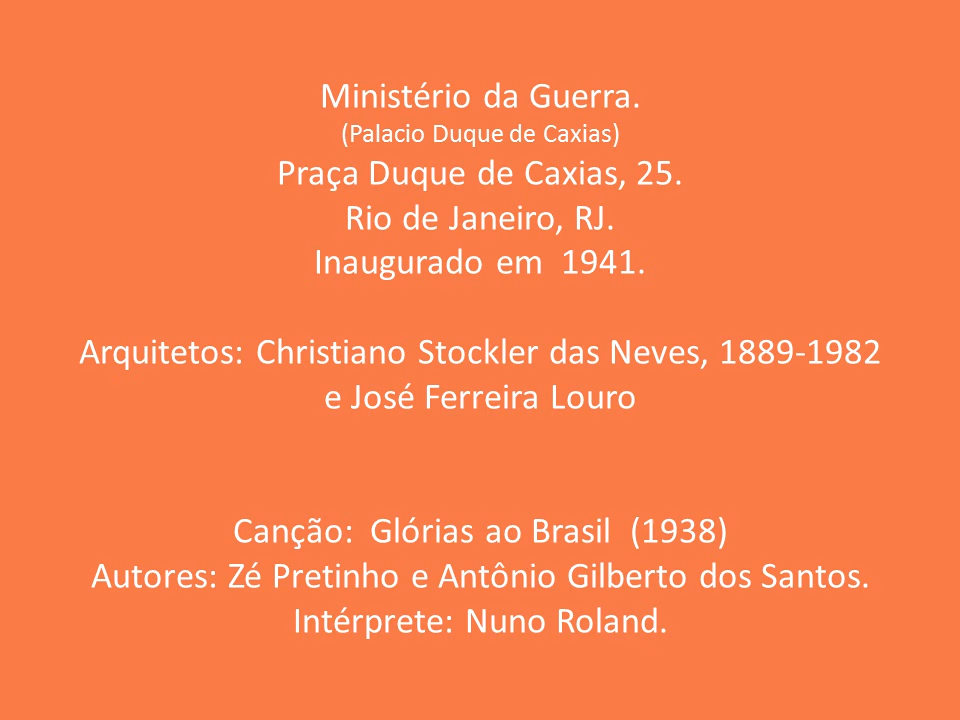 Ministério da Guerra.
(Palacio Duque de Caxias)
Praça Duque de Caxias, 25.
Rio de Janeiro, RJ.
Inaugurado em  1941.
Arquitetos: Christiano Stockler das Neves, 1889-1982
e José Ferreira Louro
Canção:  Glórias ao Brasil  (1938)
Autores: Zé Pretinho e Antônio Gilberto dos Santos.
Intérprete: Nuno Roland.